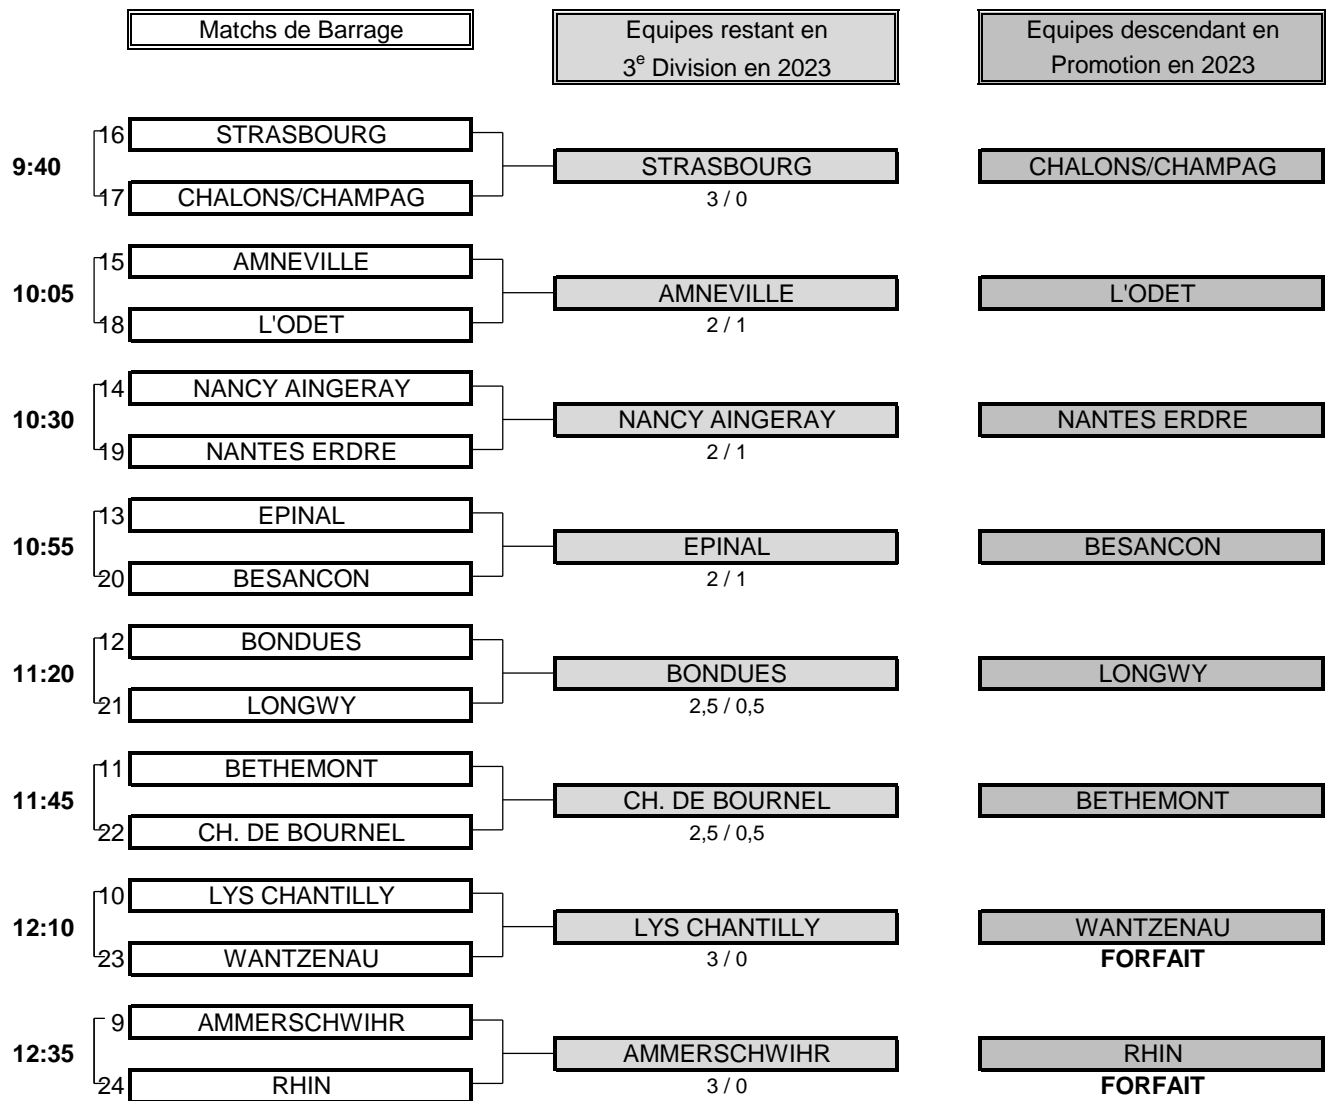 Matchs de Barrage
Equipes restant en
3e Division en 2023
Equipes descendant en
Promotion en 2023
16 STRASBOURG
9:40 STRASBOURG CHALONS/CHAMPAG
17 CHALONS/CHAMPAG 3 / 0
15 AMNEVILLE
10:05 AMNEVILLE L'ODET
18 L'ODET 2 / 1
14 NANCY AINGERAY
10:30 NANCY AINGERAY NANTES ERDRE
19 NANTES ERDRE 2 / 1
13 EPINAL
10:55 EPINAL BESANCON
20 BESANCON 2 / 1
12 BONDUES
11:20 BONDUES LONGWY
21 LONGWY 2,5 / 0,5
11 BETHEMONT
11:45 CH. DE BOURNEL BETHEMONT
22 CH. DE BOURNEL 2,5 / 0,5
10 LYS CHANTILLY
12:10 LYS CHANTILLY WANTZENAU
23 WANTZENAU 3 / 0 FORFAIT
9 AMMERSCHWIHR
12:35 AMMERSCHWIHR RHIN
24 RHIN 3 / 0 FORFAIT